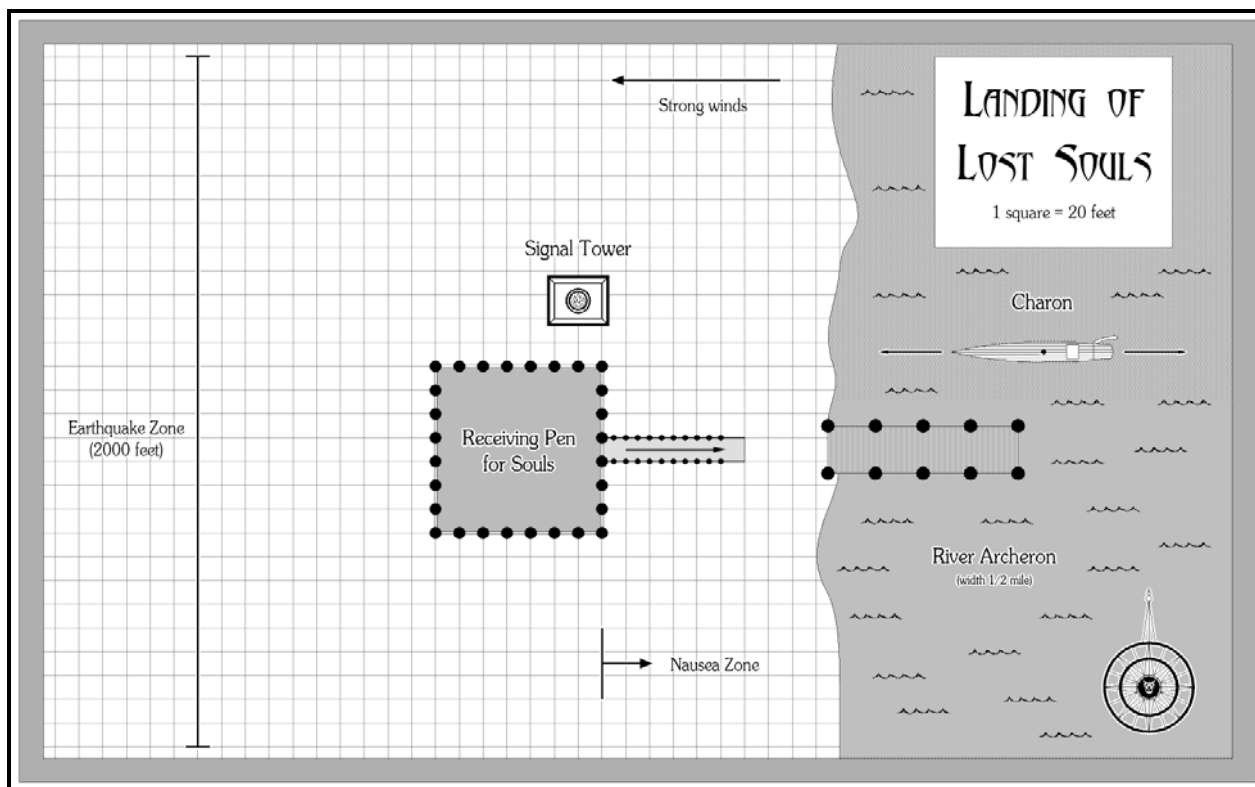 LANDING OF
LOST SOULS
1 square = 20 feet
Strong winds
Signal Tower
Charon
Earthquake Zone
(2000 feet)
Receiving Pen
for Souls
River Archeron
(width 1/2 mile)
Nausea Zone